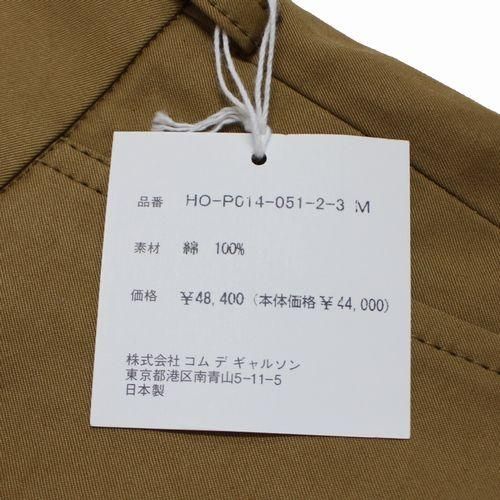 品番 HO-P014-051-2-3 M
素材 綿 100%
価格 ¥48,400 (本体価格¥44,000)
株式会社 コム デ ギャルソン
東京都港区南青山5-11-5
日本製